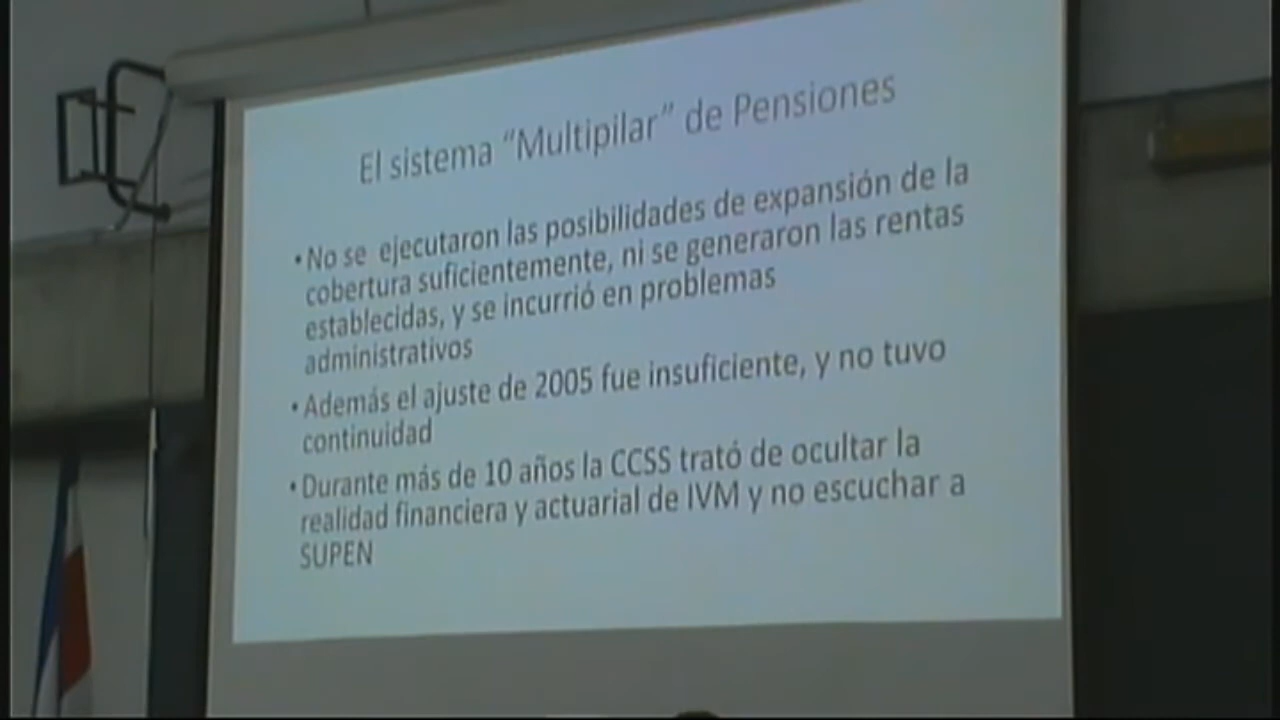 El sistema “Multipilar” de Pensiones
•No se ejecutaron las posibilidades de expansión de la
cobertura suficientemente, ni se generaron las rentas
establecidas, y se incurrió en problemas
administrativos
•Además el ajuste de 2005 fue insuficiente, y no tuvo
continuidad
•Durante más de 10 años la CCSS trató de ocultar la
realidad financiera y actuarial de IVM y no escuchar a
SUPEN